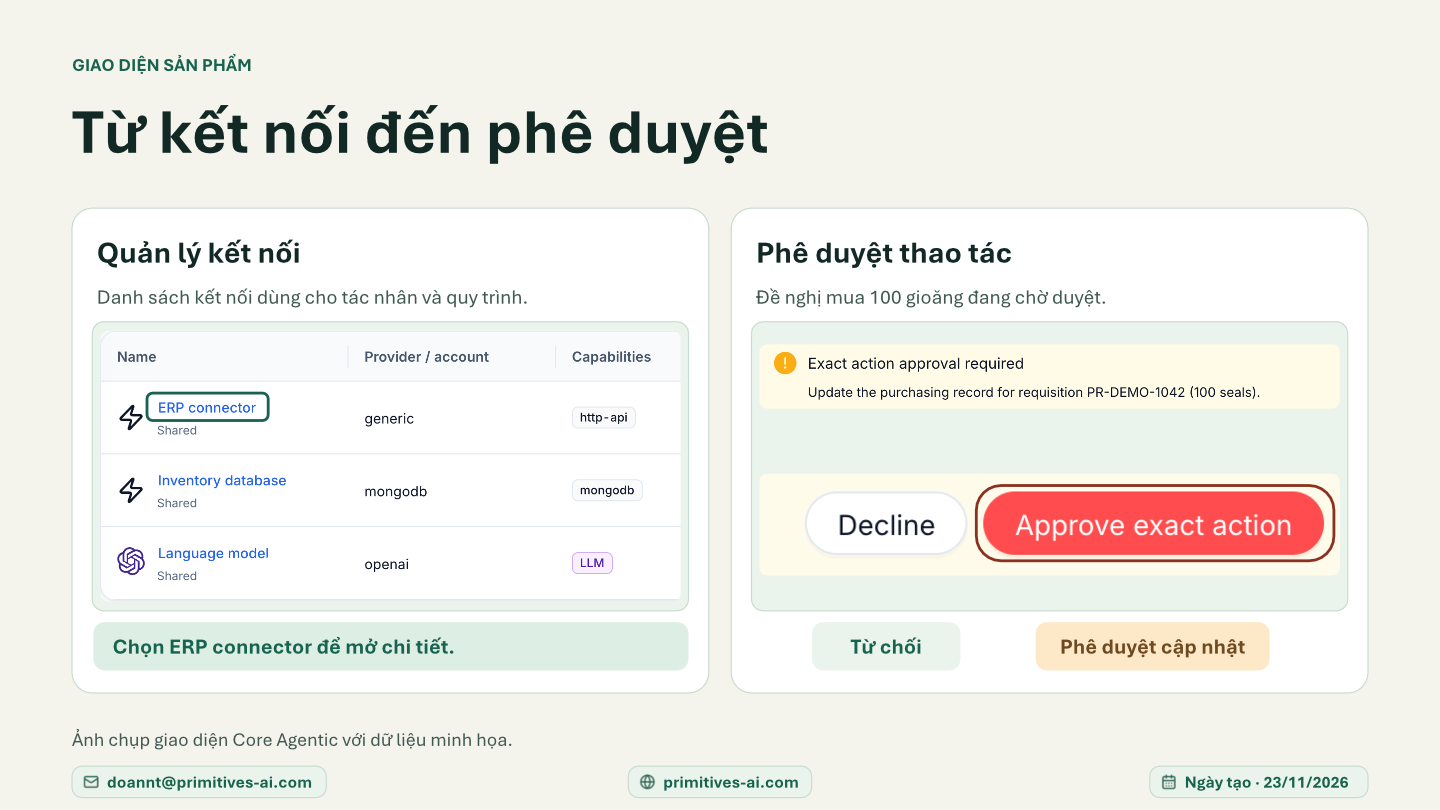 GIAO DIỆN SẢN PHẨM
Từ kết nối đến phê duyệt
Quản lý kết nối
Danh sách kết nối dùng cho tác nhân và quy trình.
Name Provider / account Capabilities
ERP connector
Shared
generic
http-api
Inventory database
Shared
mongodb
mongodb
Language model
Shared
openai
LLM
Chọn ERP connector để mở chi tiết.
Phê duyệt thao tác
Đề nghị mua 100 gioăng đang chờ duyệt.
! Exact action approval required
Update the purchasing record for requisition PR-DEMO-1042 (100 seals).
Decline Approve exact action
Từ chối Phê duyệt cập nhật
Ảnh chụp giao diện Core Agentic với dữ liệu minh họa.
doannt@primitives-ai.com primitives-ai.com Ngày tạo · 23/11/2026